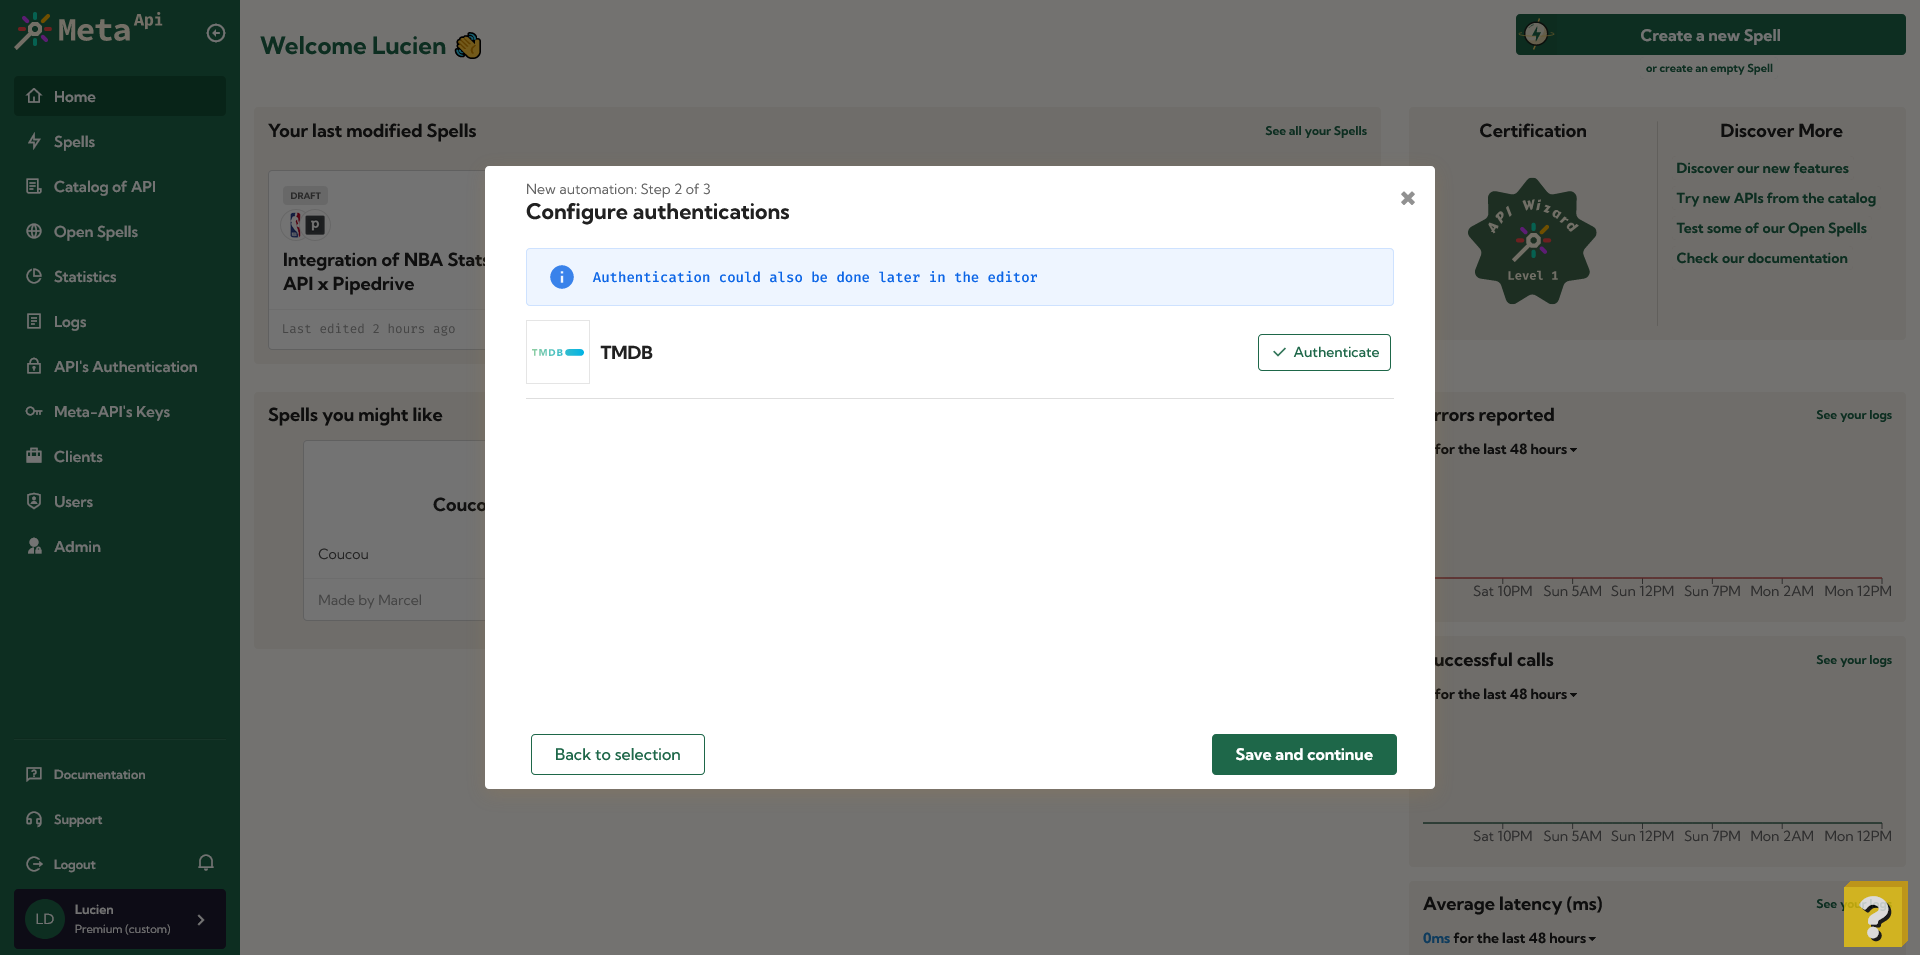 Meta Api
Home
Spells
Catalog of API
Open Spells
Statistics
Logs
API's Authentication
Meta-API's Keys
Clients
Users
Admin
Documentation
Support
Logout
LD
Lucien
Premium (custom)
Welcome Lucien
Create a new Spell
or create an empty Spell
Your last modified Spells
See all your Spells
DRAFT
Integration of NBA Stats
API x Pipedrive
Last edited 2 hours ago
Spells you might like
Couco
Coucou
Made by Marcel
New automation: Step 2 of 3
Configure authentications
Authentication could also be done later in the editor
TMDB
TMDB
Authenticate
Back to selection
Save and continue
Certification
API Wizard
Level 1
Discover More
Discover our new features
Try new APIs from the catalog
Test some of our Open Spells
Check our documentation
rrors reported
See your logs
for the last 48 hours
Sat 10PM Sun 5AM Sun 12PM Sun 7PM Mon 2AM Mon 12PM
uccessful calls
See your logs
for the last 48 hours
Sat 10PM Sun 5AM Sun 12PM Sun 7PM Mon 2AM Mon 12PM
Average latency (ms)
See your logs
0ms for the last 48 hours
?